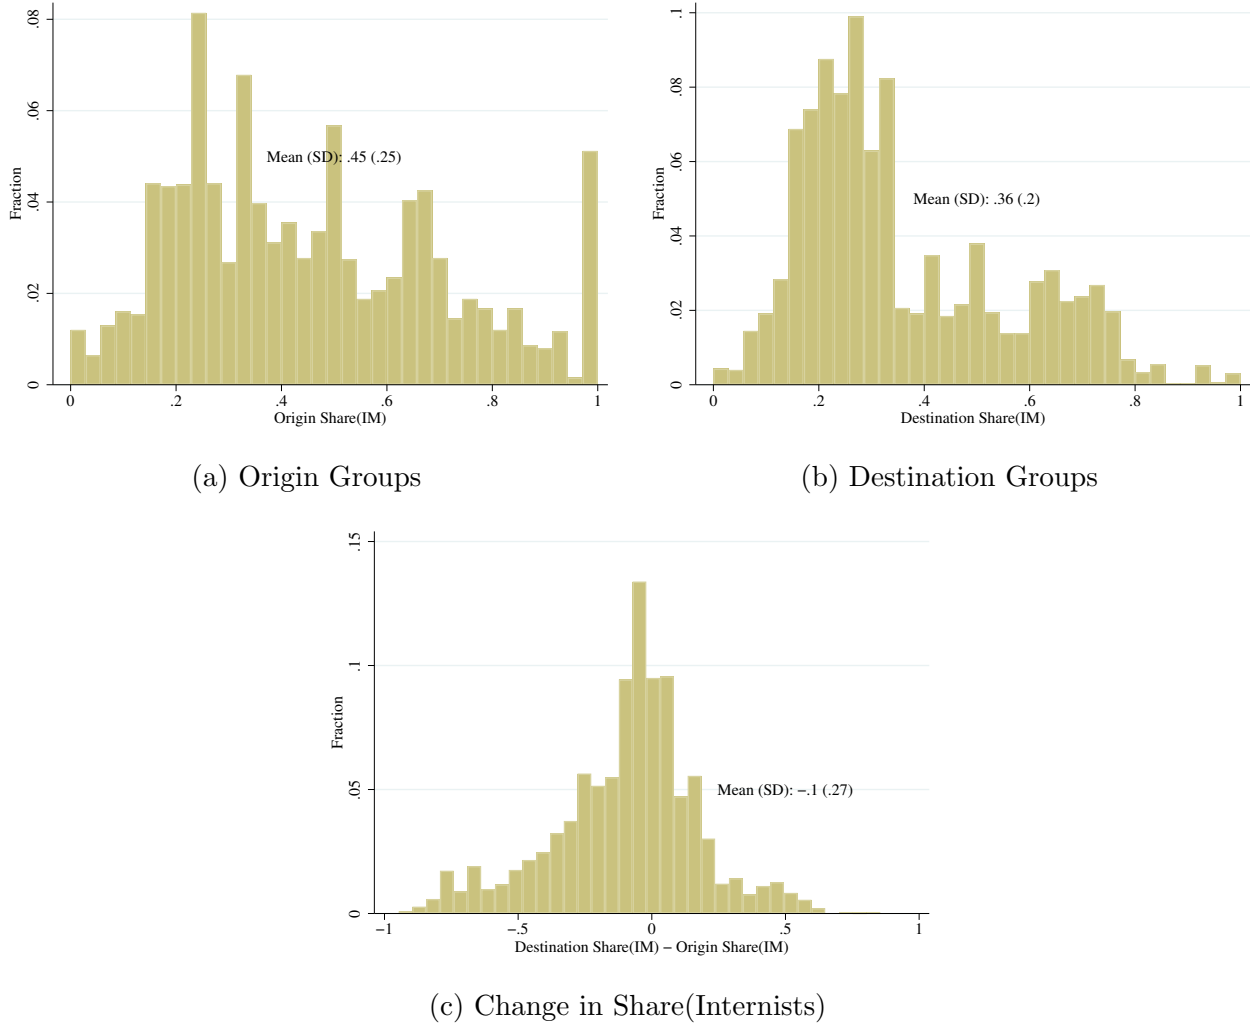 Fraction
.08
.06
.04
.02
0
Mean (SD): .45 (.25)
0 .2 .4 .6 .8 1
Origin Share(IM)
(a) Origin Groups
Fraction
.1
.08
.06
.04
.02
0
Mean (SD): .36 (.2)
0 .2 .4 .6 .8 1
Destination Share(IM)
(b) Destination Groups
Fraction
.15
.1
.05
0
Mean (SD): −.1 (.27)
−1 −.5 0 .5 1
Destination Share(IM) − Origin Share(IM)
(c) Change in Share(Internists)